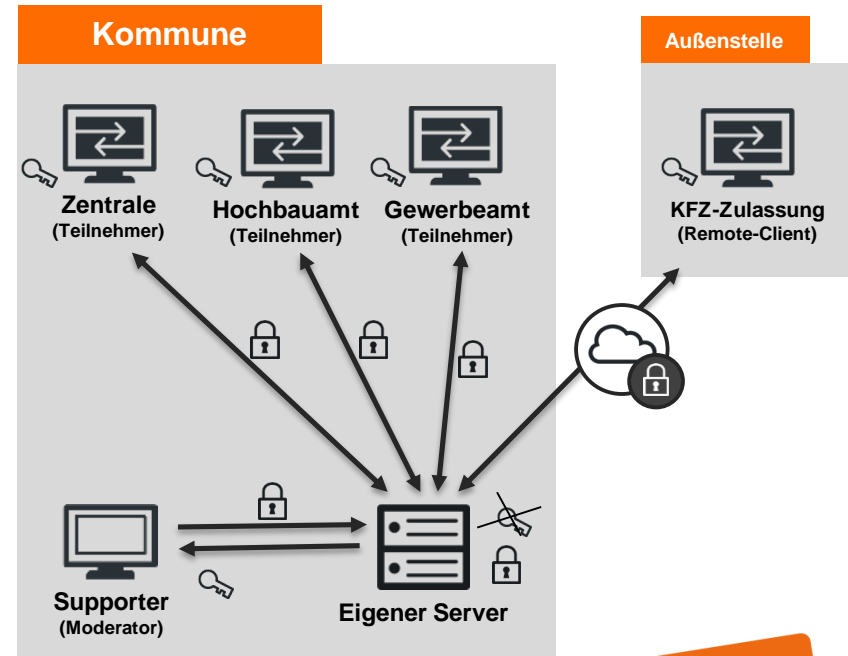 Kommune
Außenstelle
Zentrale
(Teilnehmer)
Hochbauamt
(Teilnehmer)
Gewerbeamt
(Teilnehmer)
KFZ-Zulassung
(Remote-Client)
Supporter
(Moderator)
Eigener Server